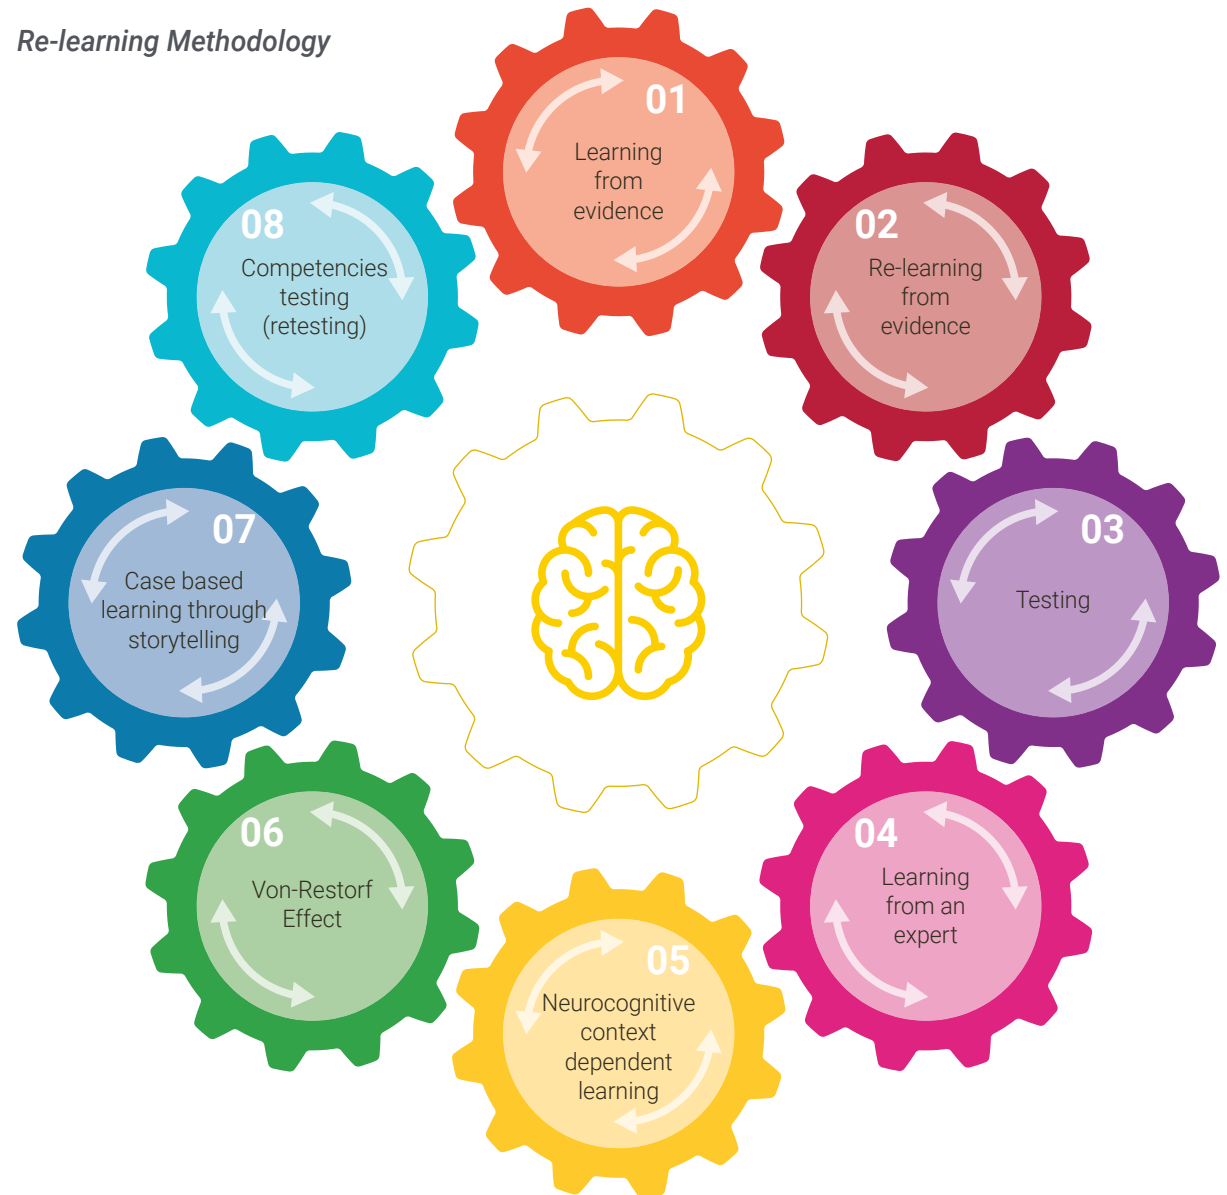 Re-learning Methodology
01
Learning
from
evidence
02
Re-learning
from
evidence
03
Testing
04
Learning
from an
expert
05
Neurocognitive
context
dependent
learning
06
Von-Restorf
Effect
07
Case based
learning through
storytelling
08
Competencies
testing
(retesting)